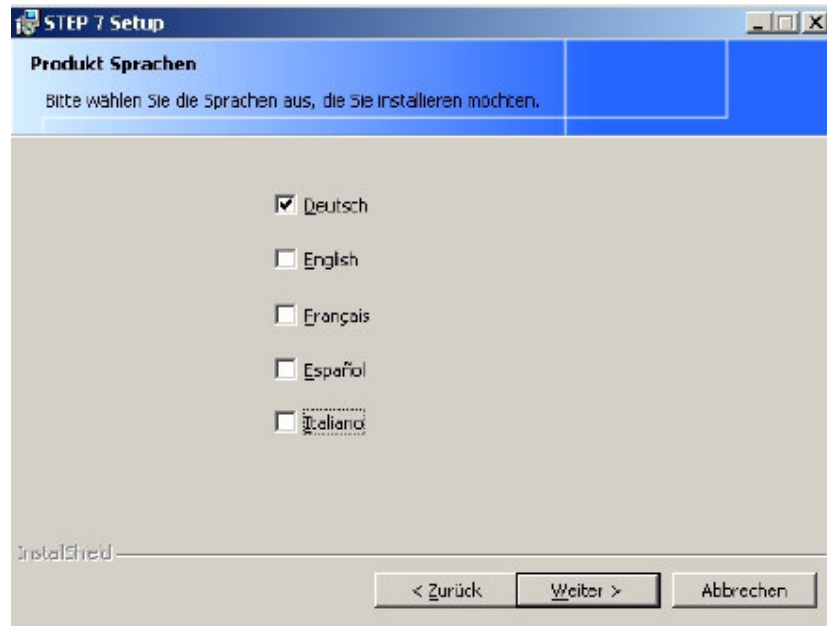 STEP 7 Setup
Produkt Sprachen
Bitte wählen Sie die Sprachen aus, die Sie installieren möchten.
Deutsch
English
Français
Español
Italiano
InstallShield
< Zurück
Weiter >
Abbrechen